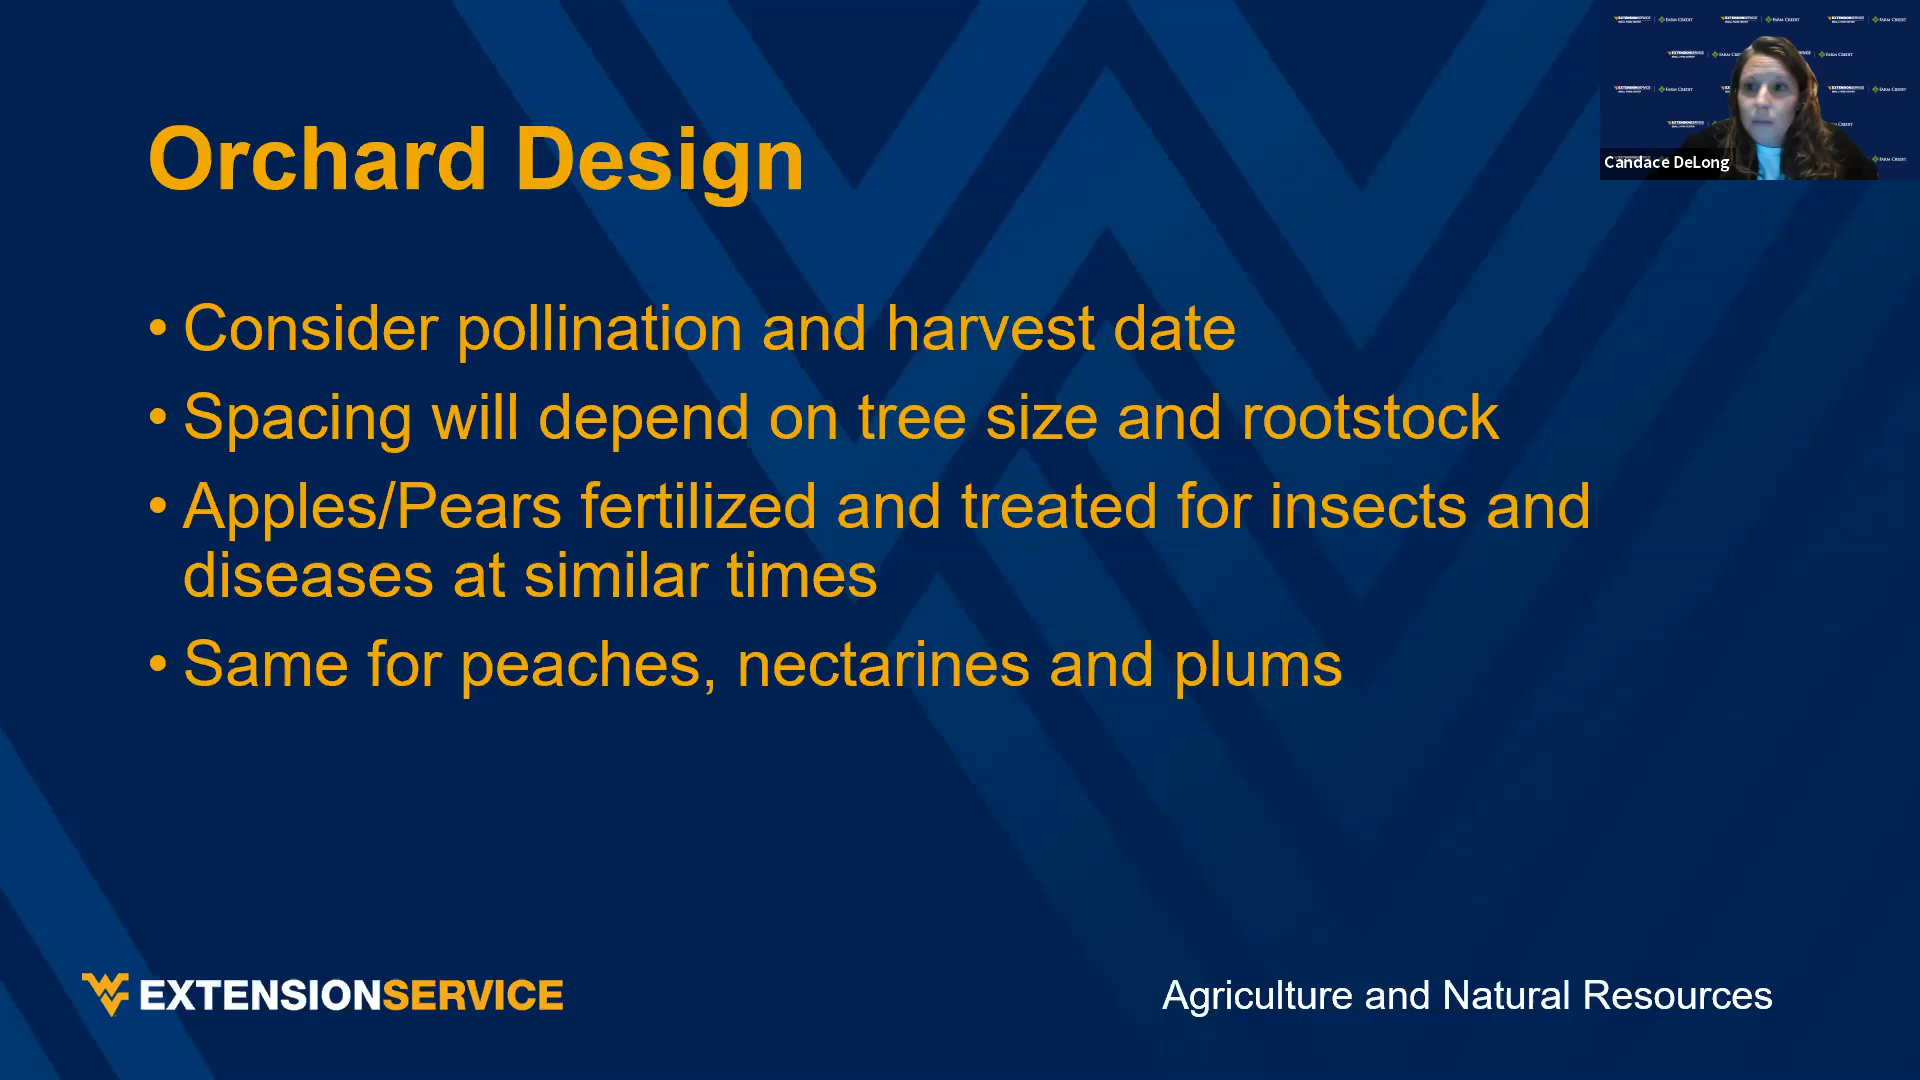 Orchard Design
• Consider pollination and harvest date
• Spacing will depend on tree size and rootstock
• Apples/Pears fertilized and treated for insects and
diseases at similar times
• Same for peaches, nectarines and plums
EXTENSIONSERVICE
Agriculture and Natural Resources
Candace DeLong